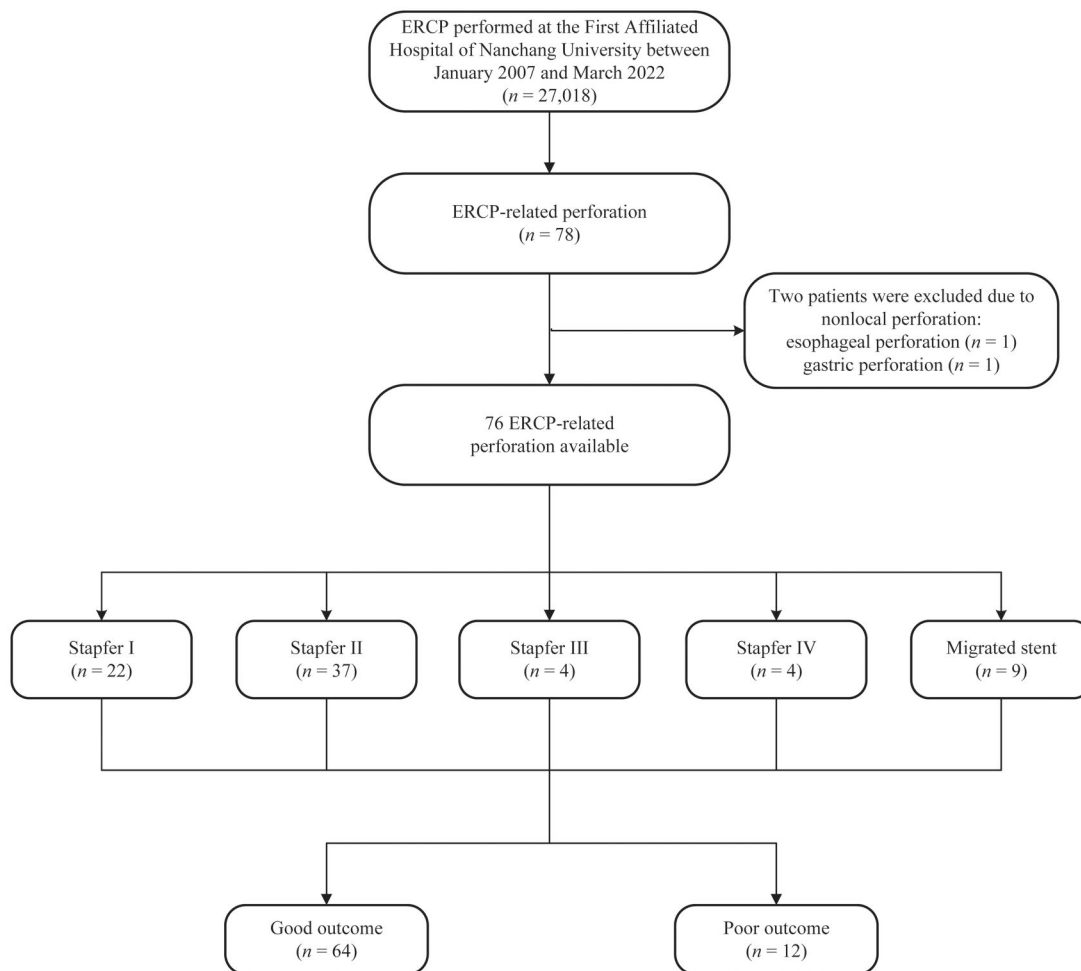 ERCP performed at the First Affiliated
Hospital of Nanchang University between
January 2007 and March 2022
(n = 27,018)
ERCP-related perforation
(n = 78)
Two patients were excluded due to
nonlocal perforation:
esophageal perforation (n = 1)
gastric perforation (n = 1)
76 ERCP-related
perforation available
Stapfer I
(n = 22)
Stapfer II
(n = 37)
Stapfer III
(n = 4)
Stapfer IV
(n = 4)
Migrated stent
(n = 9)
Good outcome
(n = 64)
Poor outcome
(n = 12)